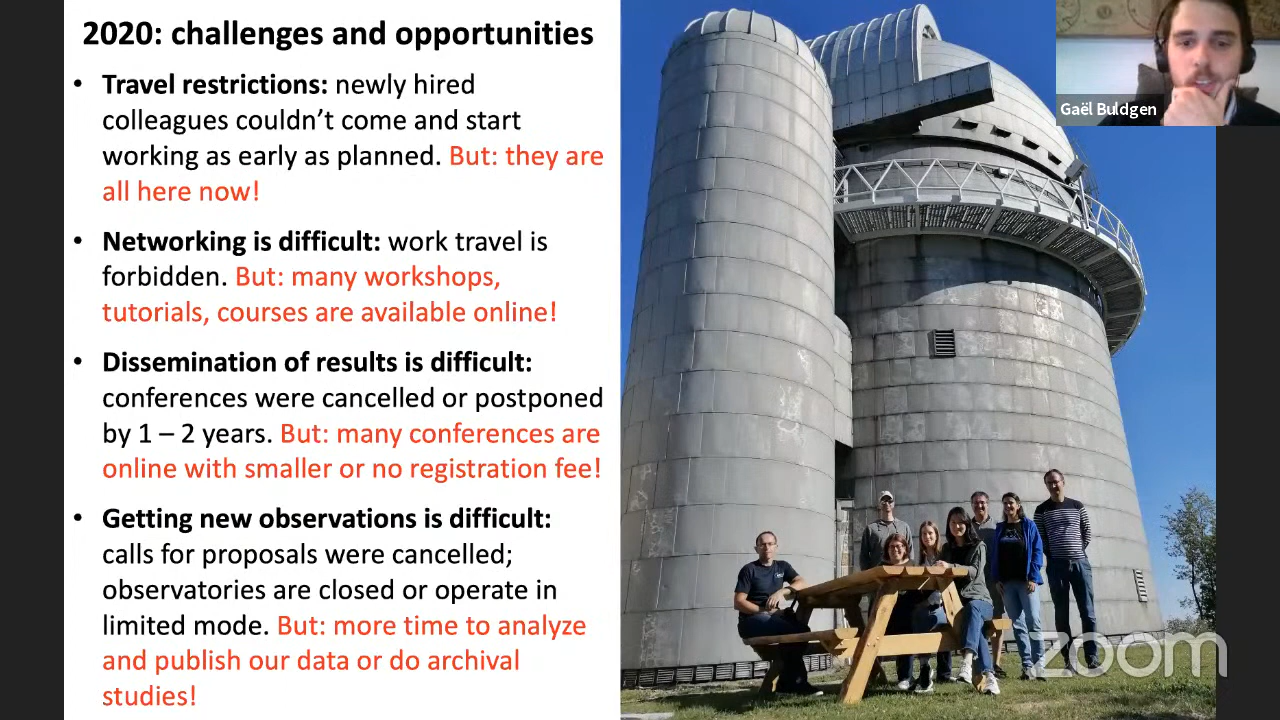 2020: challenges and opportunities
• Travel restrictions: newly hired
colleagues couldn’t come and start
working as early as planned. But: they are
all here now!
• Networking is difficult: work travel is
forbidden. But: many workshops,
tutorials, courses are available online!
• Dissemination of results is difficult:
conferences were cancelled or postponed
by 1 – 2 years. But: many conferences are
online with smaller or no registration fee!
• Getting new observations is difficult:
calls for proposals were cancelled;
observatories are closed or operate in
limited mode. But: more time to analyze
and publish our data or do archival
studies!
Gaël Buldgen
zoom